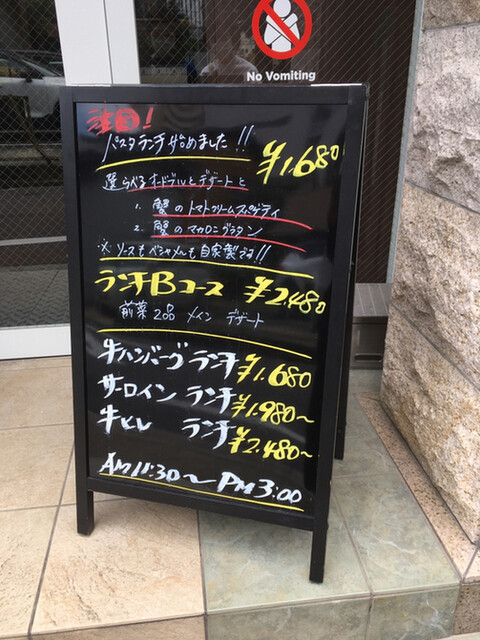 No Vomiting
注目!
パスタランチ始めました!! ¥1.680
選らべるオードブルとデザートと
1. 蟹のトマトクリームスパゲティ
2. 蟹のマカロニグラタン
※ソースもベシャメルも自家製です!!
ランチBコース ¥2.480
前菜2品 メイン デザート
牛ハンバーグ ランチ ¥1.680
サーロイン ランチ ¥1.980〜
牛ヒレ ランチ ¥2.480〜
AM11:30〜PM3:00